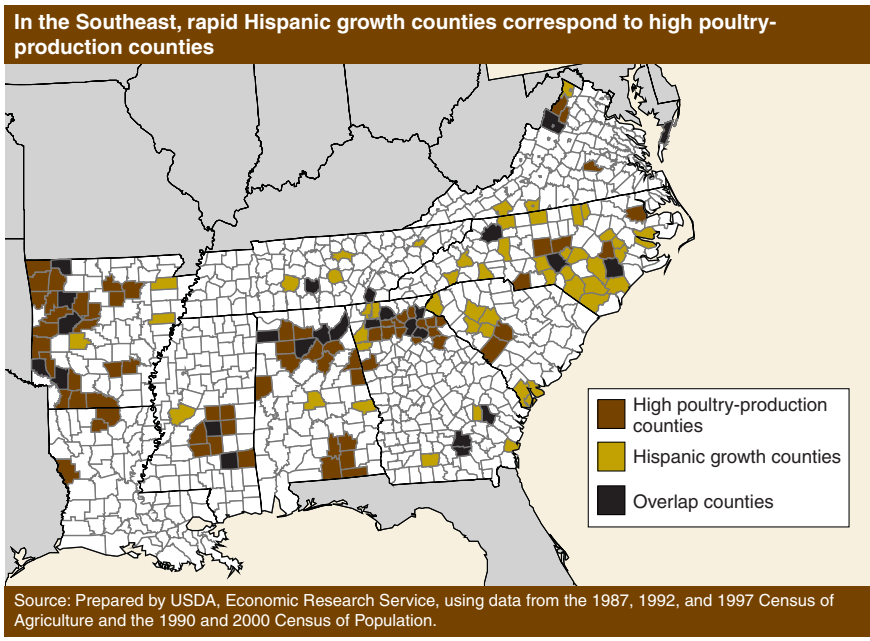 In the Southeast, rapid Hispanic growth counties correspond to high poultry-
production counties
High poultry-production
counties
Hispanic growth counties
Overlap counties
Source: Prepared by USDA, Economic Research Service, using data from the 1987, 1992, and 1997 Census of
Agriculture and the 1990 and 2000 Census of Population.